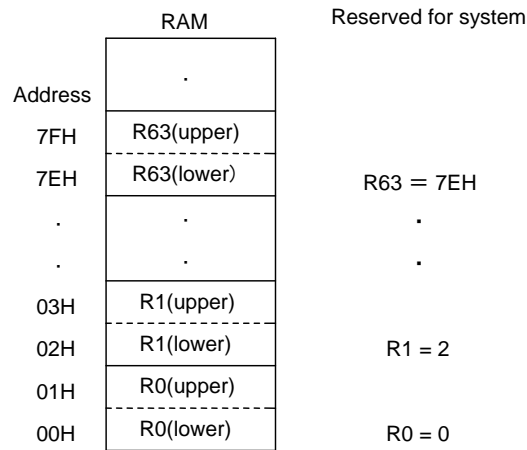 RAM Reserved for system
.
Address
7FH R63(upper)
7EH R63(lower) R63 = 7EH
. . .
. . .
03H R1(upper)
02H R1(lower) R1 = 2
01H R0(upper)
00H R0(lower) R0 = 0